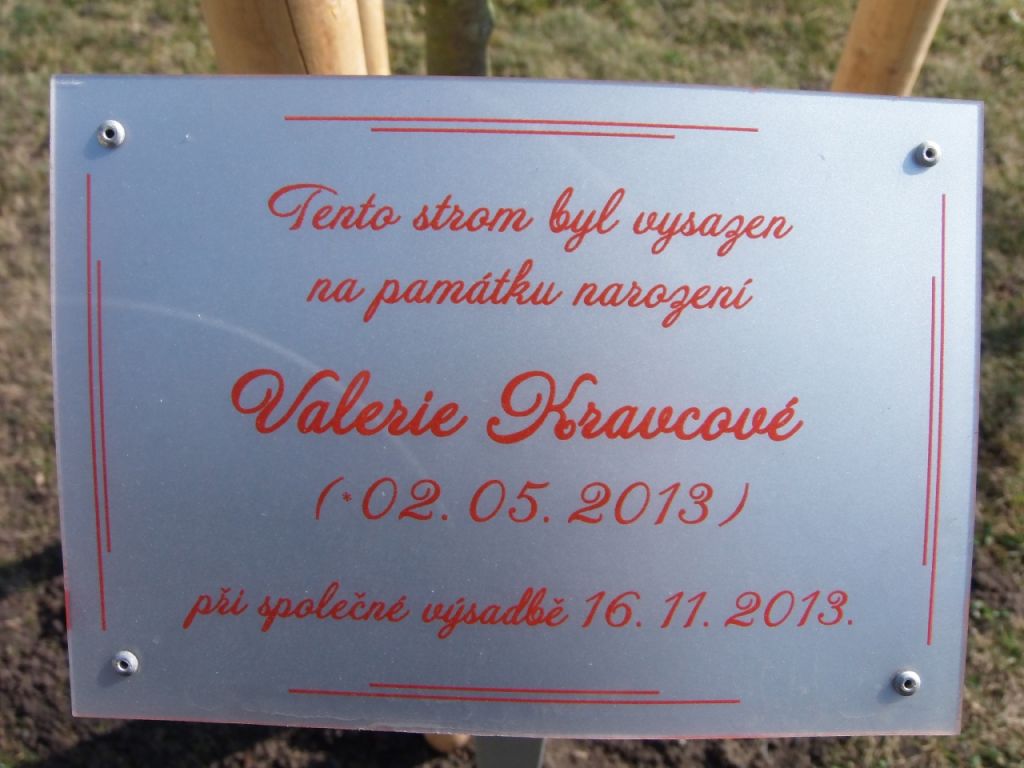 Tento strom byl vysazen
na památku narození
Valerie Kravcové
(*02. 05. 2013)
při společné výsadbě 16. 11. 2013.